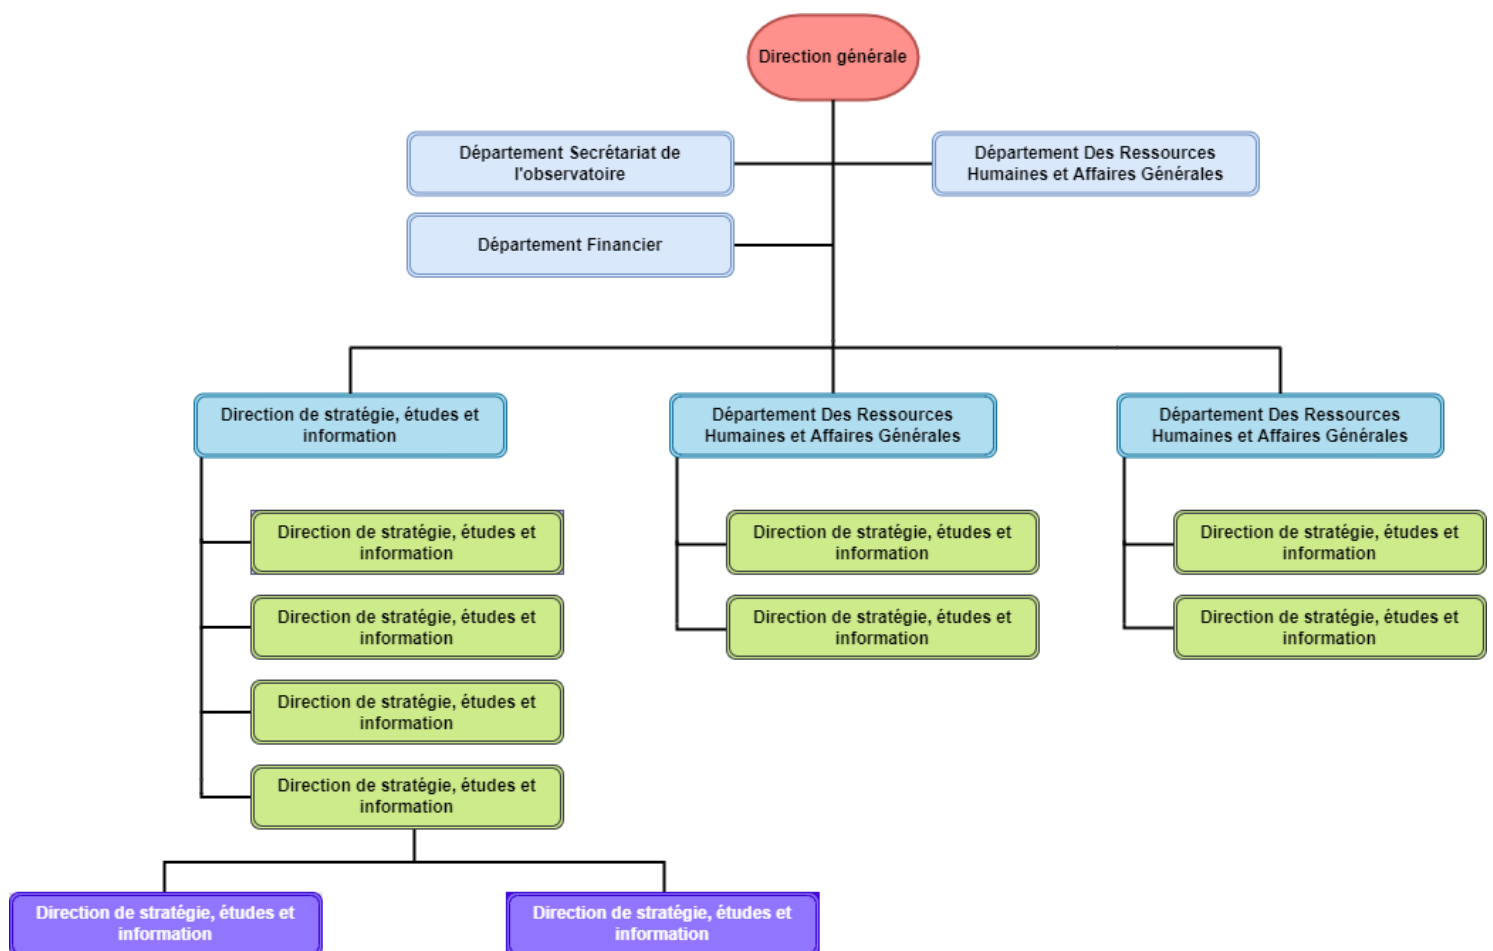 Direction générale
Département Secrétariat de
l'observatoire
Département Des Ressources
Humaines et Affaires Générales
Département Financier
Direction de stratégie, études et
information
Département Des Ressources
Humaines et Affaires Générales
Département Des Ressources
Humaines et Affaires Générales
Direction de stratégie, études et
information
Direction de stratégie, études et
information
Direction de stratégie, études et
information
Direction de stratégie, études et
information
Direction de stratégie, études et
information
Direction de stratégie, études et
information
Direction de stratégie, études et
information
Direction de stratégie, études et
information
Direction de stratégie, études et
information
Direction de stratégie, études et
information